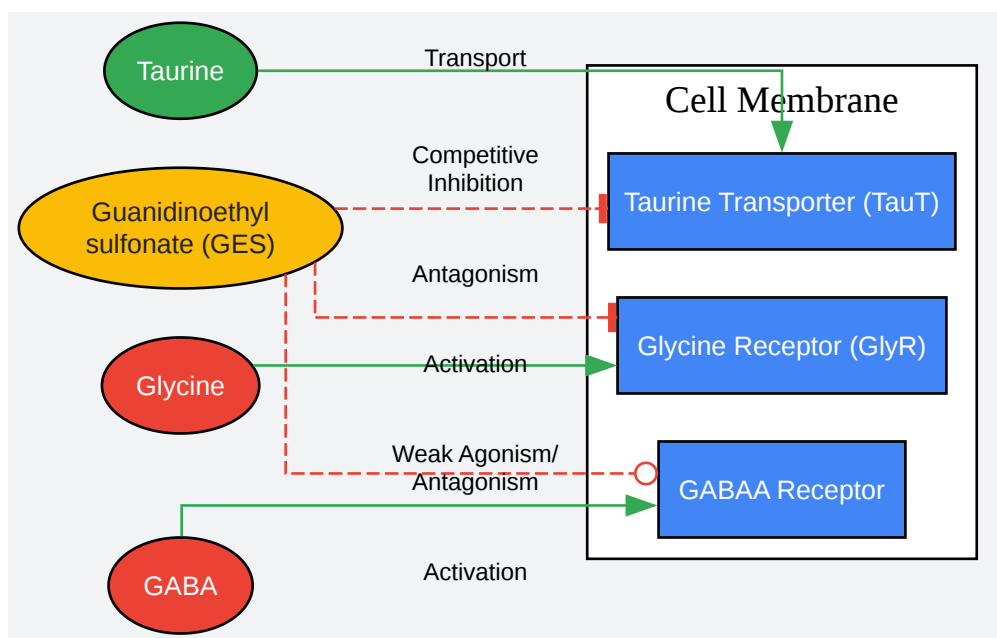 Transport
Taurine
Cell Membrane
Competitive
Inhibition
Guanidinoethyl
sulfonate (GES)
Taurine Transporter (TauT)
Antagonism
Glycine Receptor (GlyR)
Activation
Glycine
Weak Agonism/
Antagonism
GABAA Receptor
Activation
GABA